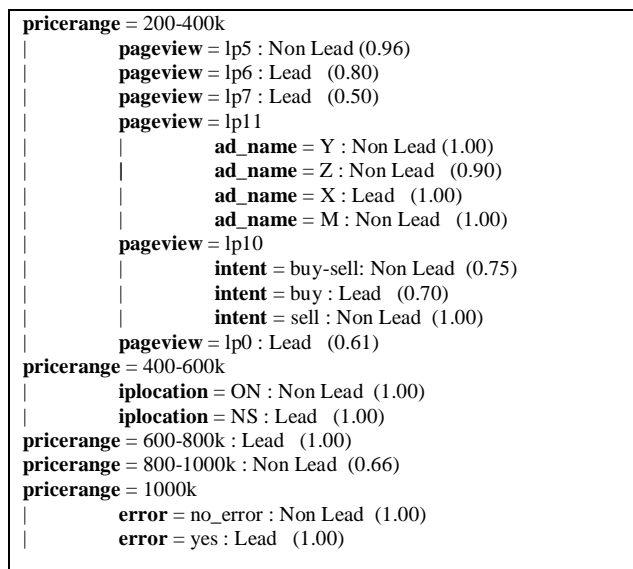 pricerange = 200-400k
| pageview = lp5 : Non Lead (0.96)
| pageview = lp6 : Lead (0.80)
| pageview = lp7 : Lead (0.50)
| pageview = lp11
| | ad_name = Y : Non Lead (1.00)
| | ad_name = Z : Non Lead (0.90)
| | ad_name = X : Lead (1.00)
| | ad_name = M : Non Lead (1.00)
| pageview = lp10
| | intent = buy-sell: Non Lead (0.75)
| | intent = buy : Lead (0.70)
| | intent = sell : Non Lead (1.00)
| pageview = lp0 : Lead (0.61)
pricerange = 400-600k
| iplocation = ON : Non Lead (1.00)
| iplocation = NS : Lead (1.00)
pricerange = 600-800k : Lead (1.00)
pricerange = 800-1000k : Non Lead (0.66)
pricerange = 1000k
| error = no_error : Non Lead (1.00)
| error = yes : Lead (1.00)